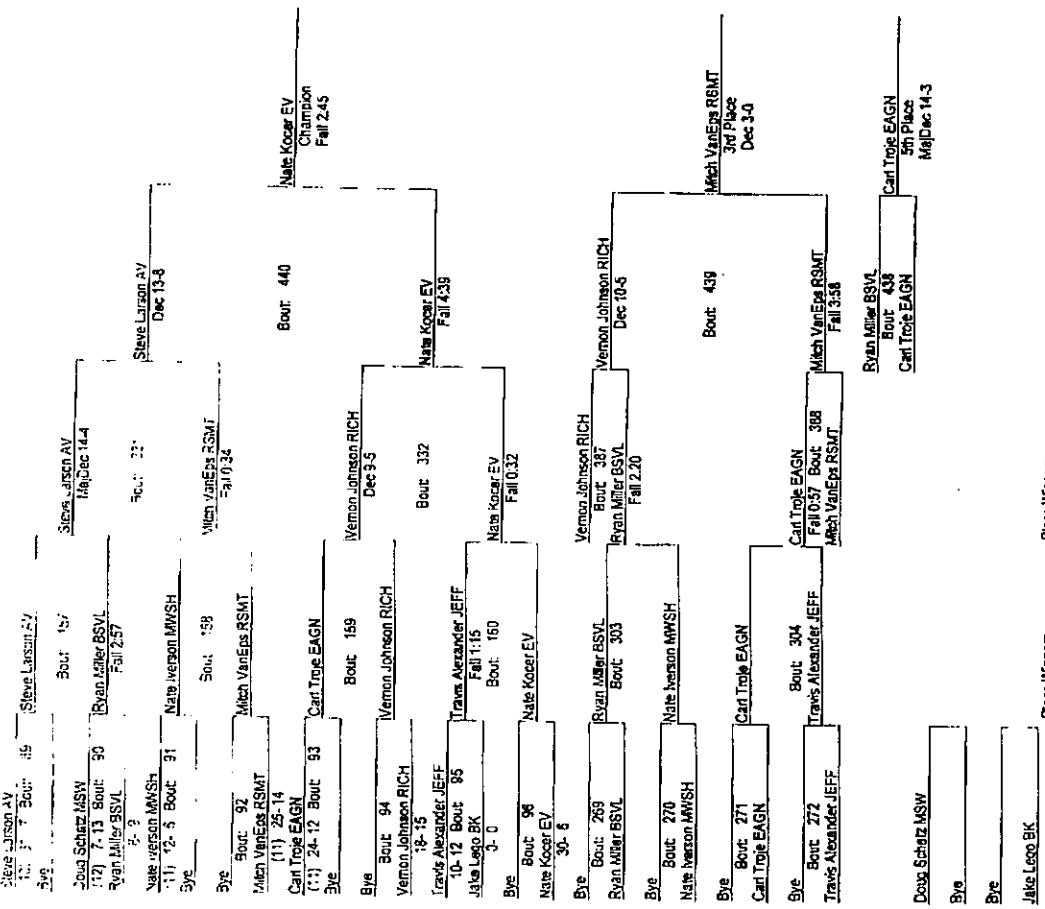 Steve Larson AV
Bout: 89
Bye
Doug Schatz MSW
(12) 7- 13 Bout: 90
Ryan Miller BSVL
Nate Iverson MWSH
(11) 12- 5 Bout: 91
Bye
Bye
Bout: 92
Mitch VanEps RSMT
(11) 25- 14
Carl Troje EAGN
(11) 24- 12 Bout: 93
Bye
Bye
Bout: 94
Vernon Johnson RICH
18- 15
Travis Alexander JEFF
10- 12 Bout: 95
Jake Lego BK
0- 0
Bye
Bout: 96
Nate Kocer EV
30- 6
Bye
Bout: 269
Ryan Miller BSVL
Bye
Bout: 270
Nate Iverson MWSH
Bye
Bout: 271
Carl Troje EAGN
Bye
Bout: 272
Travis Alexander JEFF
Doug Schatz MSW
Bye
Bye
Jake Lego BK
Steve Larson AV
Bout: 157
Ryan Miller BSVL
Fall 2:57
Nate Iverson MWSH
Bout: 158
Mitch VanEps RSMT
Carl Troje EAGN
Bout: 159
Vernon Johnson RICH
Travis Alexander JEFF
Fall 1:15
Bout: 160
Nate Kocer EV
Ryan Miller BSVL
Bout: 303
Nate Iverson MWSH
Carl Troje EAGN
Bout: 304
Travis Alexander JEFF
Steve Larson AV
MajDec 14-4
Bout: 331
Mitch VanEps RSMT
Fall 0:34
Vernon Johnson RICH
Dec 9-5
Bout: 332
Nate Kocer EV
Fall 0:32
Vernon Johnson RICH
Bout: 387
Ryan Miller BSVL
Fall 2:20
Carl Troje EAGN
Fall 0:57 Bout: 388
Mitch VanEps RSMT
Steve Larson AV
Dec 13-8
Bout: 440
Nate Kocer EV
Fall 4:39
Vernon Johnson RICH
Dec 10-5
Bout: 439
Mitch VanEps RSMT
Fall 3:58
Ryan Miller BSVL
Bout: 438
Carl Troje EAGN
Nate Kocer EV
Champion
Fall 2:45
Mitch VanEps RSMT
3rd Place
Dec 3-0
Carl Troje EAGN
5th Place
MajDec 14-3